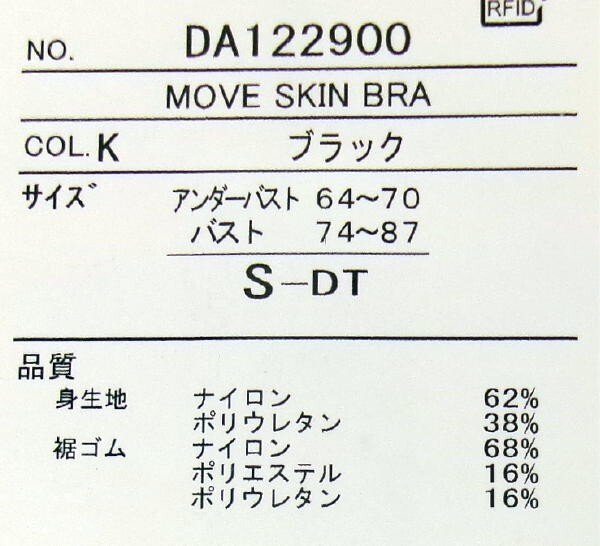 RFID
NO. DA122900
MOVE SKIN BRA
COL. K ブラック
サイズ アンダーバスト 64~70
バスト 74~87
S-DT
品質
身生地 ナイロン 62%
ポリウレタン 38%
裾ゴム ナイロン 68%
ポリエステル 16%
ポリウレタン 16%